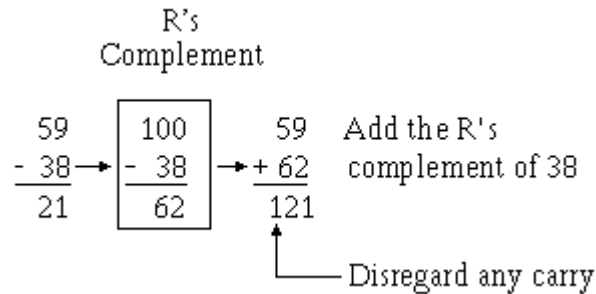 R's
Complement
59 100 59 Add the R's
- 38 - 38 + 62 complement of 38
21 62 121
Disregard any carry